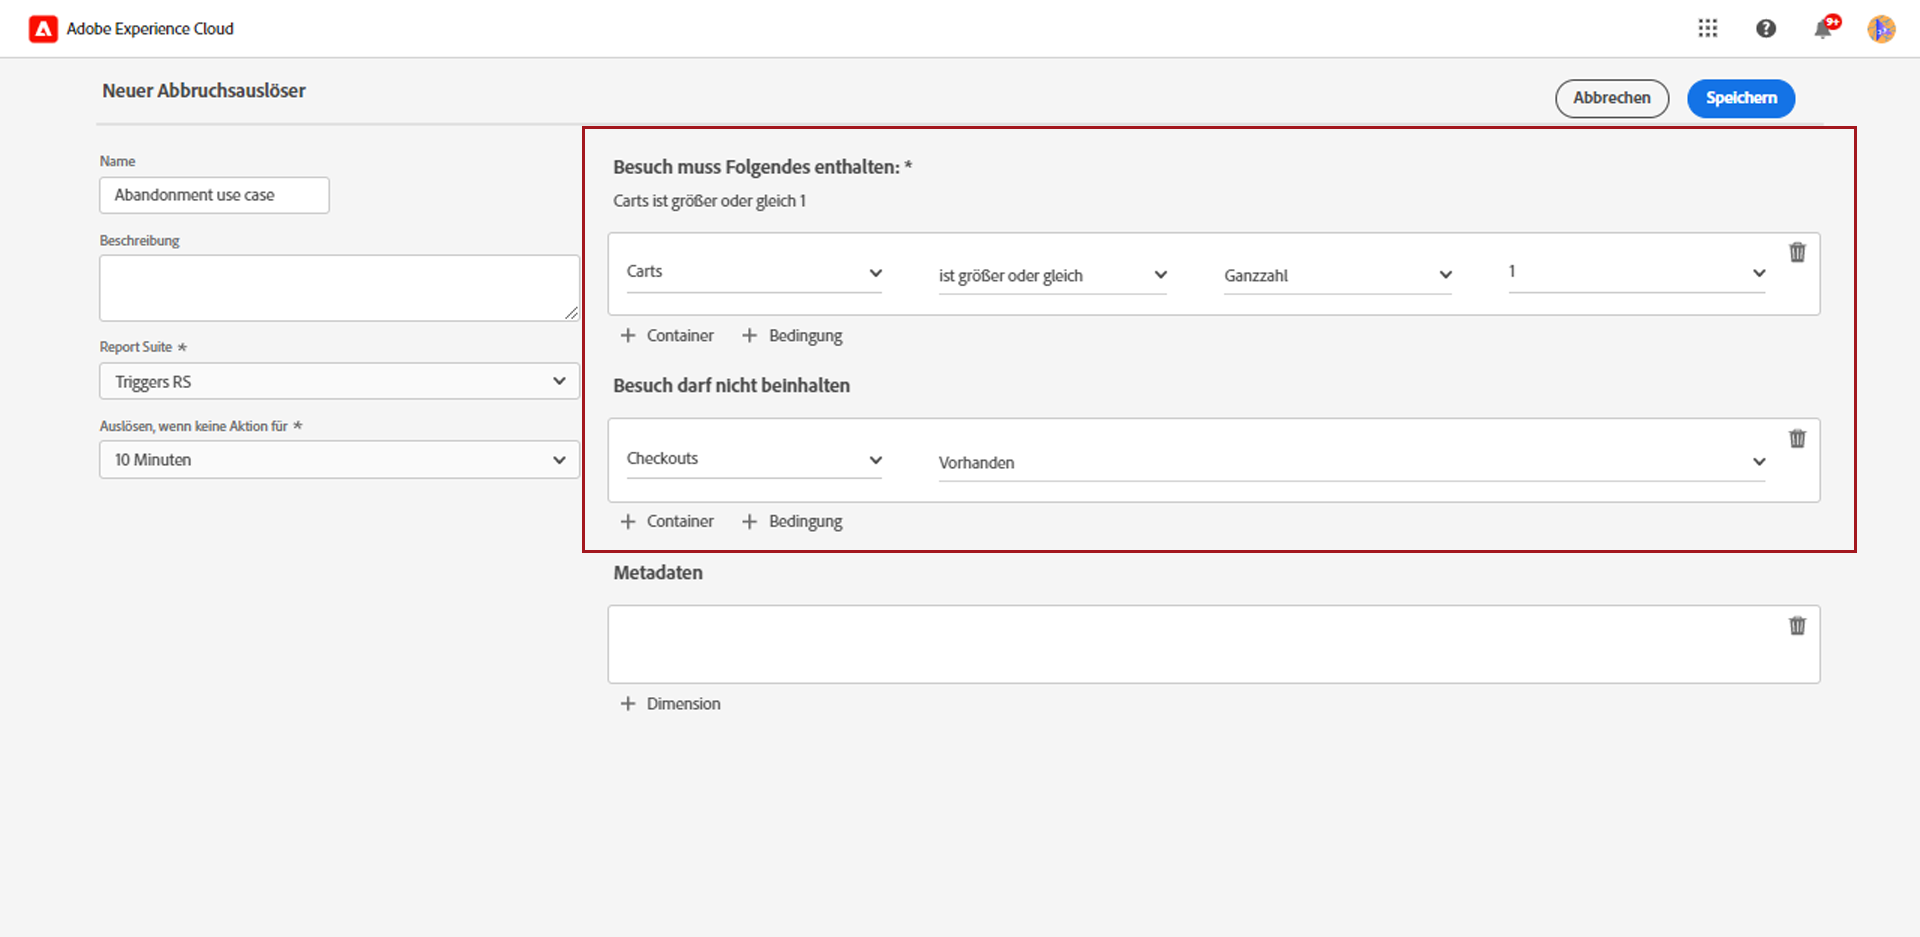 Adobe Experience Cloud
9+
Neuer Abbruchsauslöser
Abbrechen
Speichern
Name
Abandonment use case
Beschreibung
Report Suite *
Triggers RS
Auslösen, wenn keine Aktion für *
10 Minuten
Besuch muss Folgendes enthalten: *
Carts ist größer oder gleich 1
Carts
ist größer oder gleich
Ganzzahl
1
+ Container + Bedingung
Besuch darf nicht beinhalten
Checkouts
Vorhanden
+ Container + Bedingung
Metadaten
+ Dimension